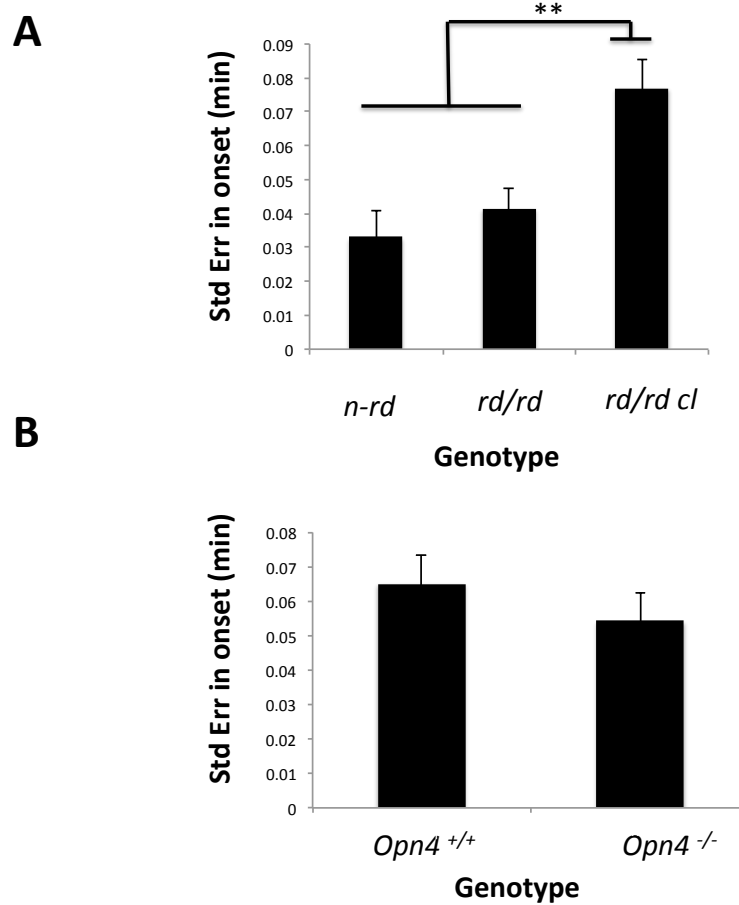 A
**
Std Err in onset (min)
0.09
0.08
0.07
0.06
0.05
0.04
0.03
0.02
0.01
0
n-rd rd/rd rd/rd cl
Genotype
B
Std Err in onset (min)
0.08
0.07
0.06
0.05
0.04
0.03
0.02
0.01
0
Opn4 +/+ Opn4 -/-
Genotype